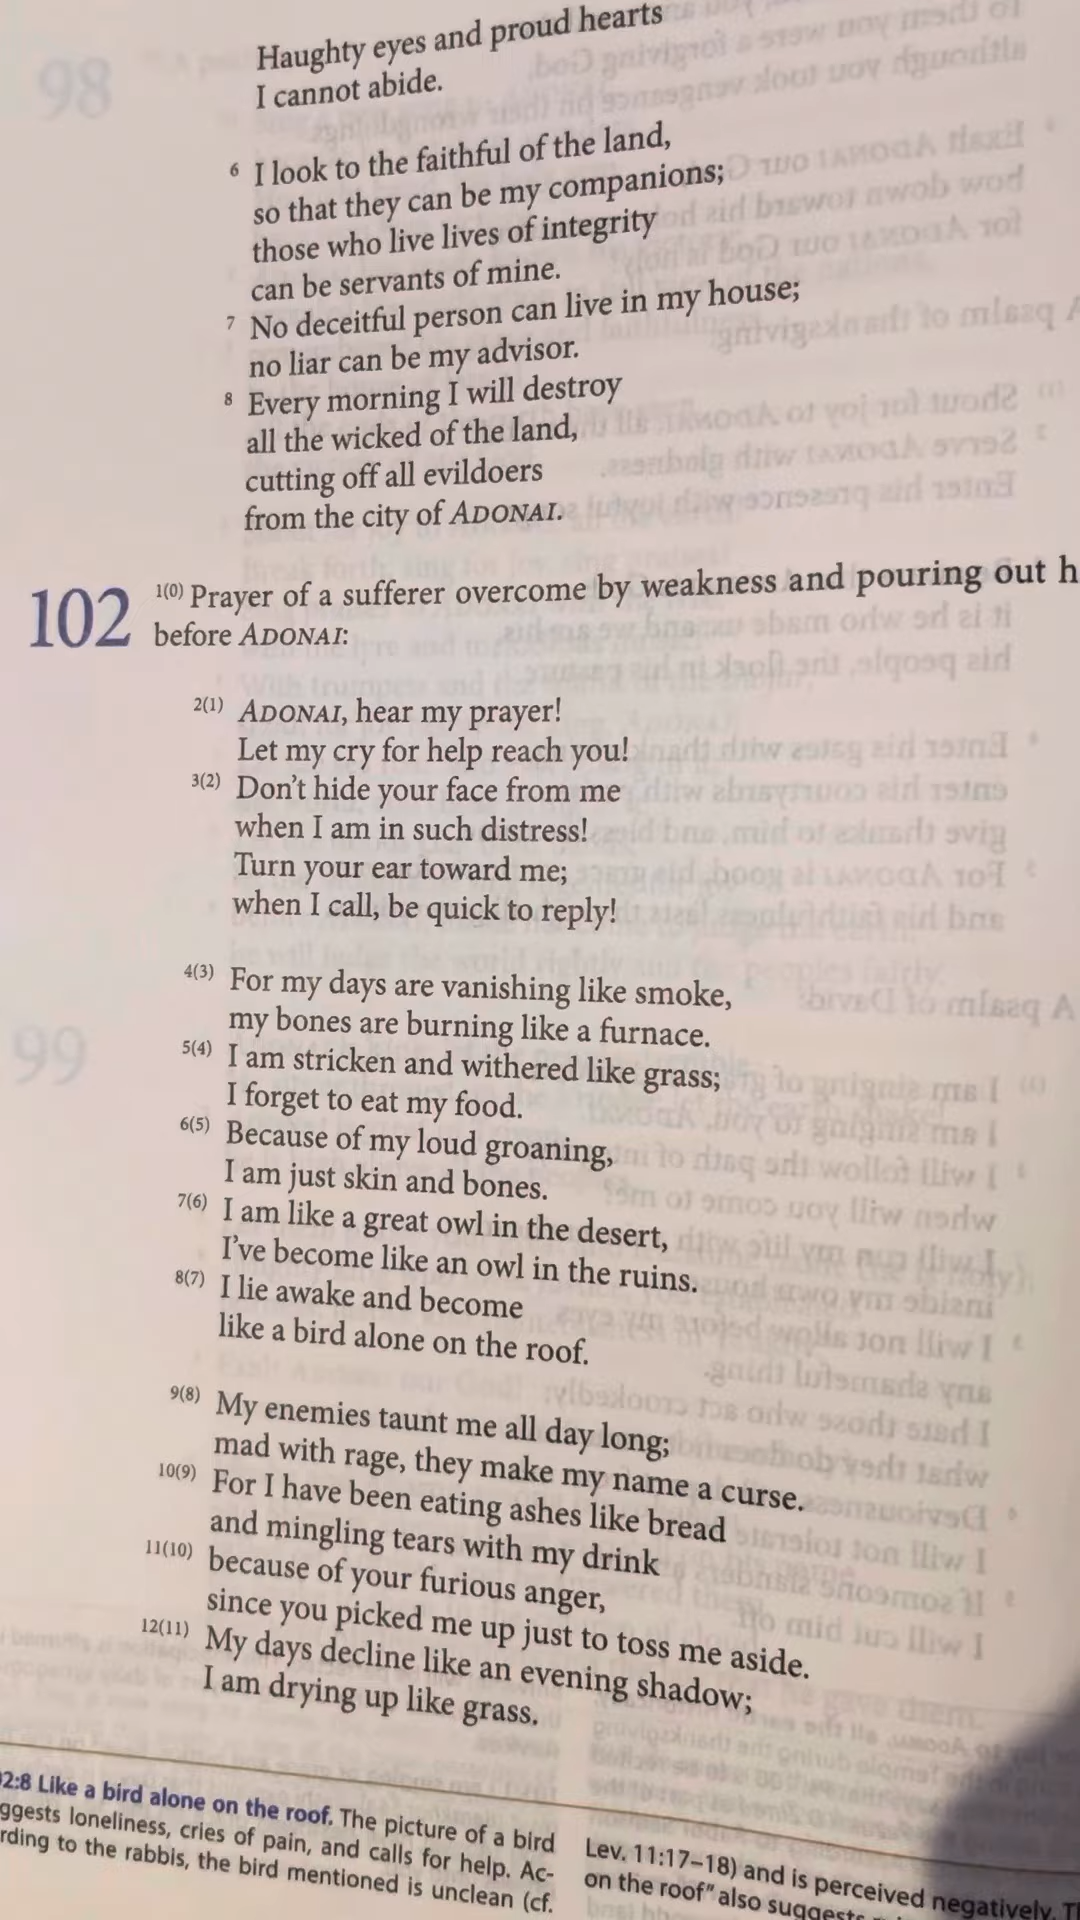 Haughty eyes and proud hearts
I cannot abide.
6 I look to the faithful of the land,
so that they can be my companions;
those who live lives of integrity
can be servants of mine.
7 No deceitful person can live in my house;
no liar can be my advisor.
8 Every morning I will destroy
all the wicked of the land,
cutting off all evildoers
from the city of ADONAI.
102 1(0) Prayer of a sufferer overcome by weakness and pouring out
before ADONAI:
2(1) ADONAI, hear my prayer!
Let my cry for help reach you!
3(2) Don't hide your face from me
when I am in such distress!
Turn your ear toward me;
when I call, be quick to reply!
4(3) For my days are vanishing like smoke,
my bones are burning like a furnace.
5(4) I am stricken and withered like grass;
I forget to eat my food.
6(5) Because of my loud groaning,
I am just skin and bones.
7(6) I am like a great owl in the desert,
I've become like an owl in the ruins.
8(7) I lie awake and become
like a bird alone on the roof.
9(8) My enemies taunt me all day long;
mad with rage, they make my name a curse.
10(9) For I have been eating ashes like bread
and mingling tears with my drink
11(10) because of your furious anger,
since you picked me up just to toss me aside.
12(11) My days decline like an evening shadow;
I am drying up like grass.
2:8 Like a bird alone on the roof. The picture of a bird
ggests loneliness, cries of pain, and calls for help. Ac-
rding to the rabbis, the bird mentioned is unclean (cf.
Lev. 11:17–18) and is perceived negatively.
on the roof" also suggests